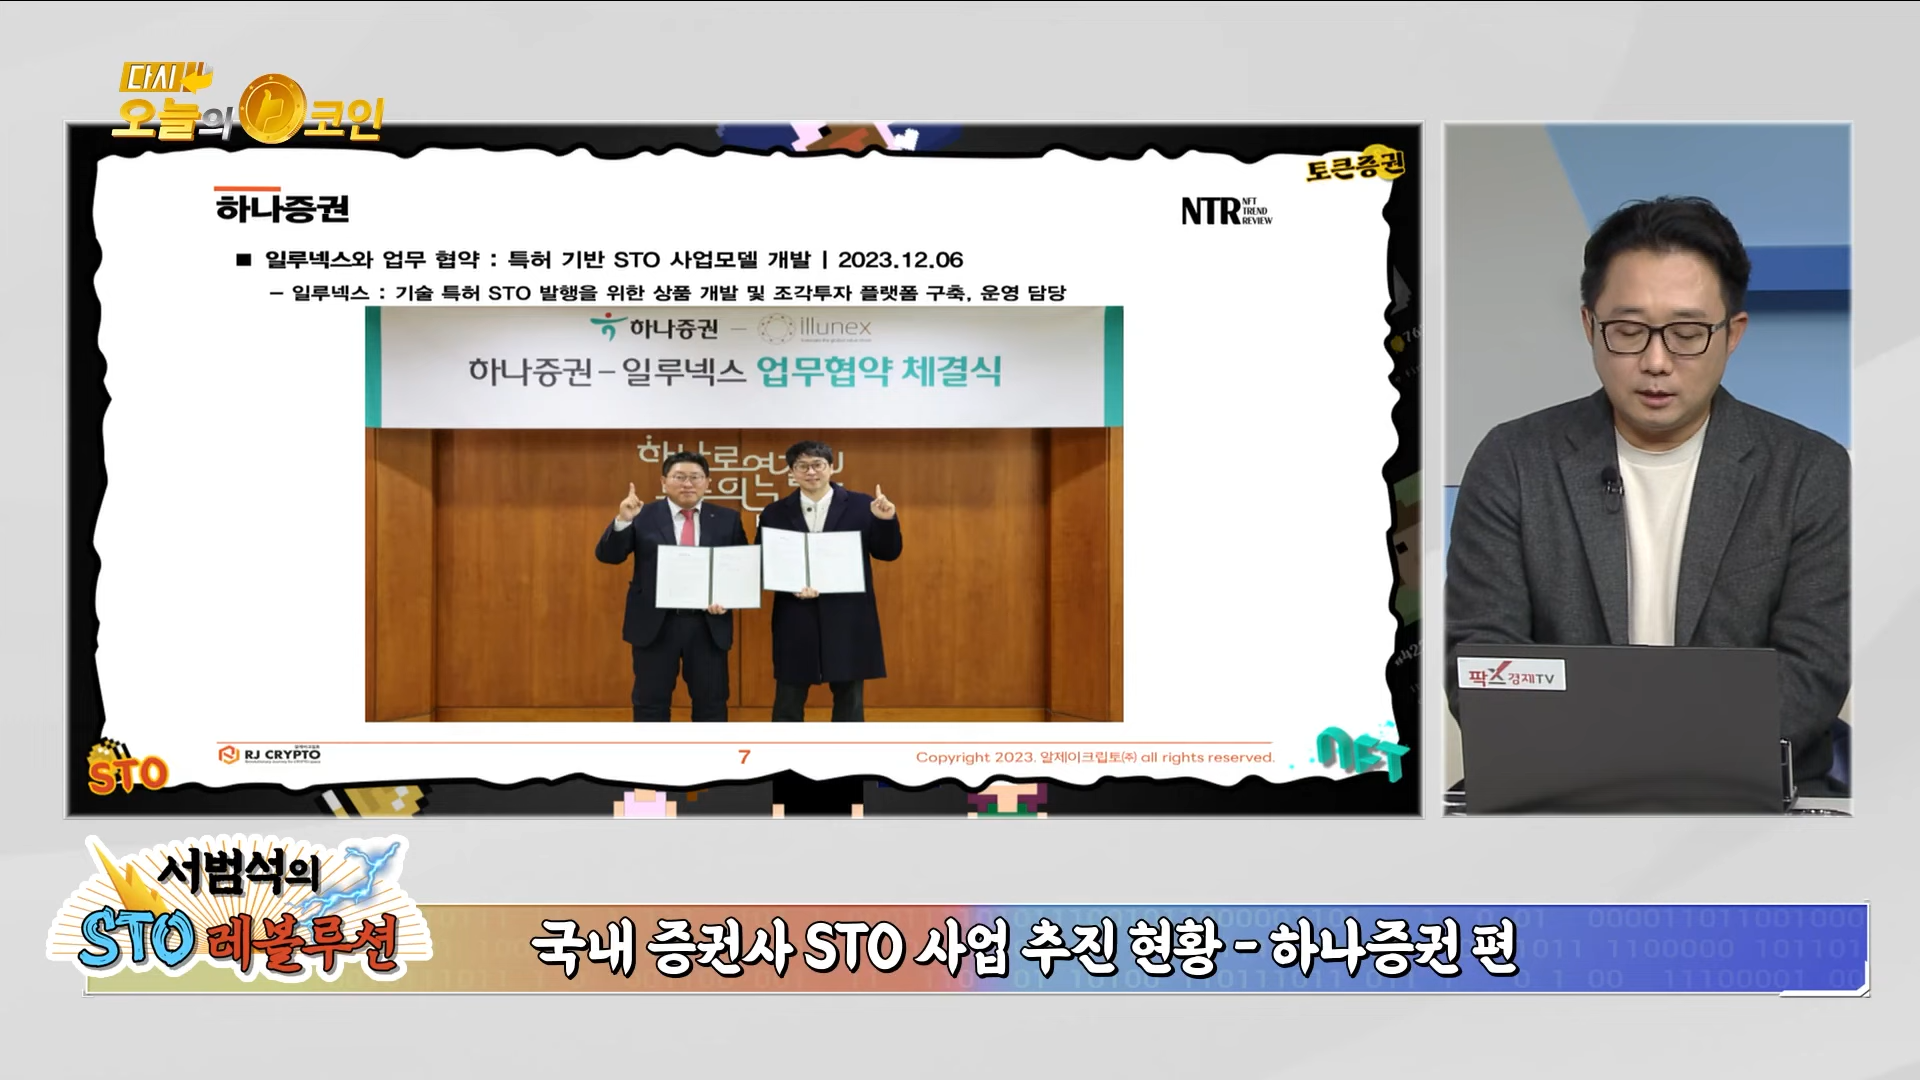 다시
오늘의 코인
토큰증권
하나증권
NTR NFT TREND REVIEW
■ 일루넥스와 업무 협약 : 특허 기반 STO 사업모델 개발 | 2023.12.06
– 일루넥스 : 기술 특허 STO 발행을 위한 상품 개발 및 조각투자 플랫폼 구축, 운영 담당
하나증권 – illunex
하나증권-일루넥스 업무협약 체결식
팍스경제TV
RJ CRYPTO
7
Copyright 2023. 알제이크립토㈜ all rights reserved.
STO
NFT
서범석의
STO 레볼루션
국내 증권사 STO 사업 추진 현황 - 하나증권 편